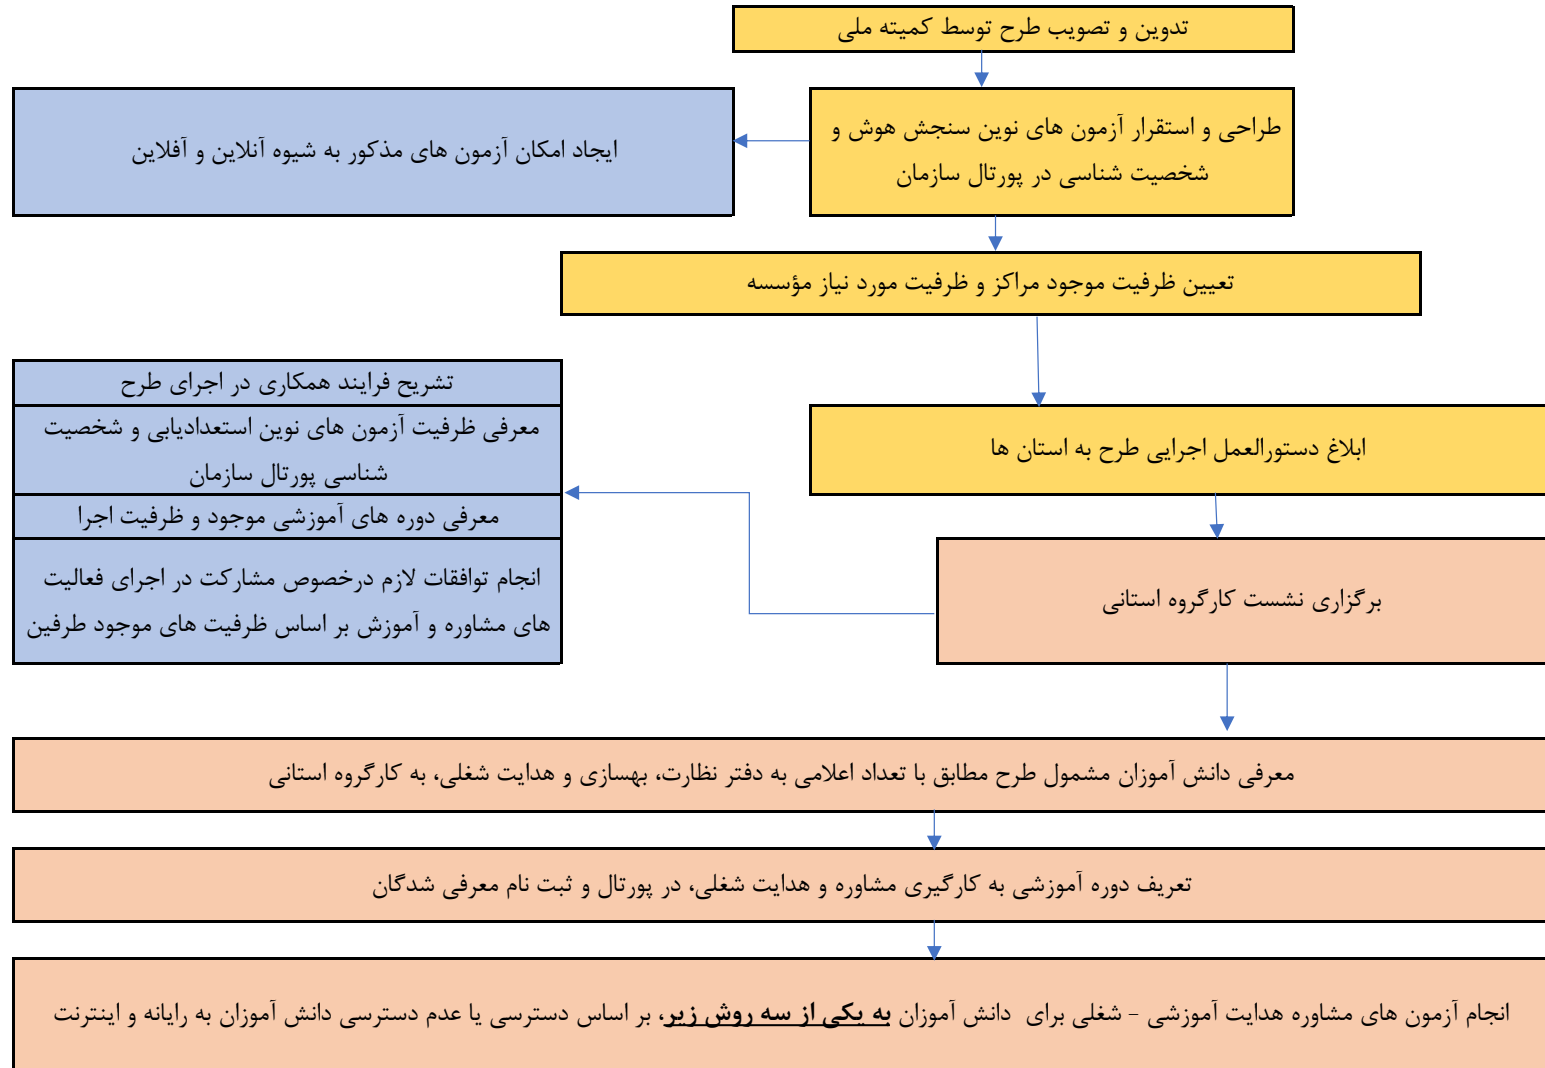 تدوین و تصویب طرح توسط کمیته ملی
طراحی و استقرار آزمون های نوین سنجش هوش و
شخصیت شناسی در پورتال سازمان
ایجاد امکان آزمون های مذکور به شیوه آنلاین و آفلاین
تعیین ظرفیت موجود مراکز و ظرفیت مورد نیاز مؤسسه
ابلاغ دستورالعمل اجرایی طرح به استان ها
برگزاری نشست کارگروه استانی
تشریح فرایند همکاری در اجرای طرح
معرفی ظرفیت آزمون های نوین استعدادیابی و شخصیت
شناسی پورتال سازمان
معرفی دوره های آموزشی موجود و ظرفیت اجرا
انجام توافقات لازم درخصوص مشارکت در اجرای فعالیت
های مشاوره و آموزش بر اساس ظرفیت های موجود طرفین
معرفی دانش آموزان مشمول طرح مطابق با تعداد اعلامی به دفتر نظارت، بهسازی و هدایت شغلی، به کارگروه استانی
تعریف دوره آموزشی به کارگیری مشاوره و هدایت شغلی، در پورتال و ثبت نام معرفی شدگان
انجام آزمون های مشاوره هدایت آموزشی - شغلی برای دانش آموزان به یکی از سه روش زیر، بر اساس دسترسی یا عدم دسترسی دانش آموزان به رایانه و اینترنت